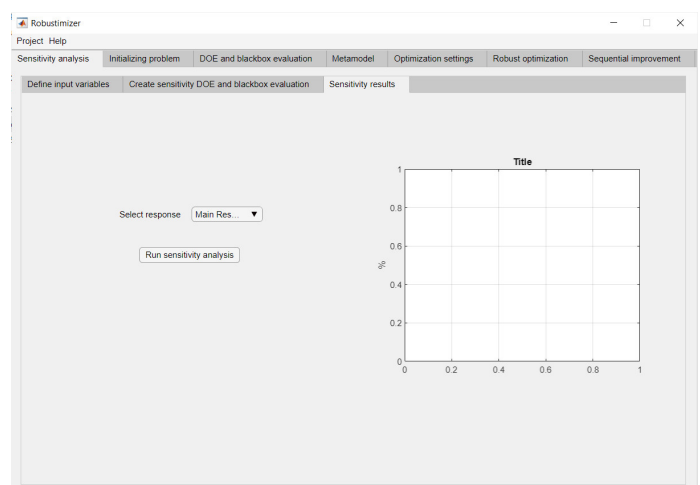 Robustimizer
Project Help
Sensitivity analysis Initializing problem DOE and blackbox evaluation Metamodel Optimization settings Robust optimization Sequential improvement
Define input variables Create sensitivity DOE and blackbox evaluation Sensitivity results
Title
1
0.8
Select response Main Res...
0.6
Run sensitivity analysis
%
0.4
0.2
0
0 0.2 0.4 0.6 0.8 1